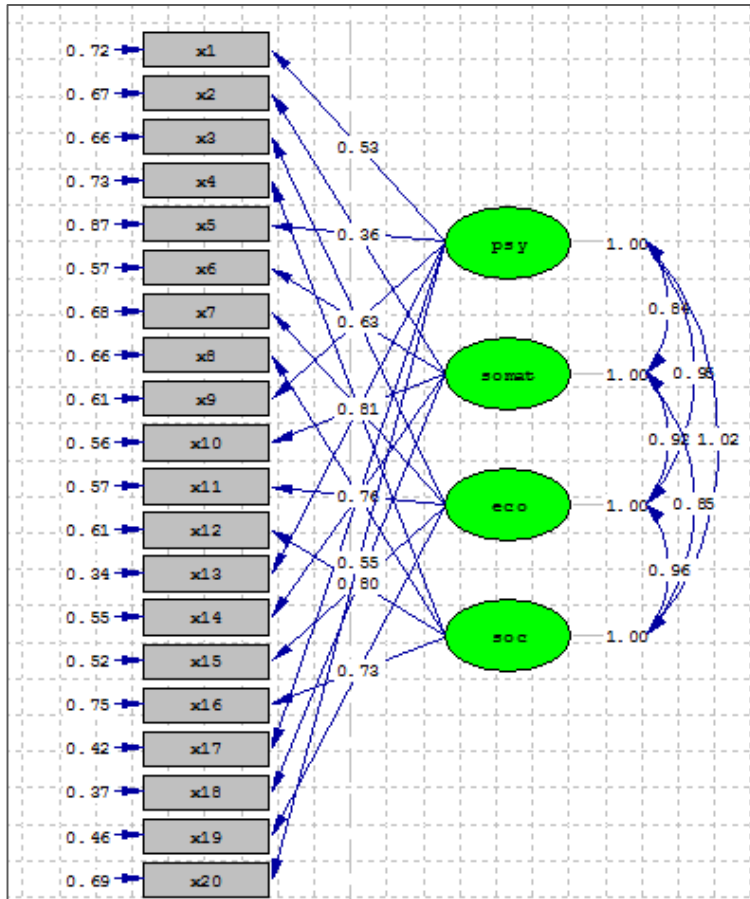 0.72 x1
0.67 x2
0.66 x3
0.73 x4
0.87 x5
0.57 x6
0.68 x7
0.66 x8
0.61 x9
0.56 x10
0.57 x11
0.61 x12
0.34 x13
0.55 x14
0.52 x15
0.75 x16
0.42 x17
0.37 x18
0.46 x19
0.69 x20
0.53
0.36
0.63
0.81
0.76
0.55
0.80
0.73
psy 1.00
somat 1.00
eco 1.00
soc 1.00
0.84
0.95
0.92 1.02
0.85
0.96